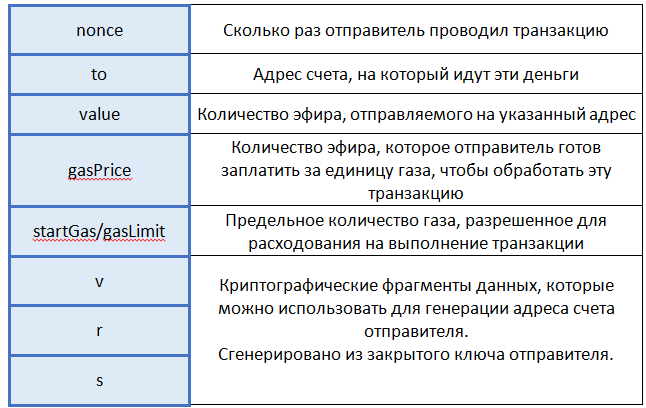 nonce
Сколько раз отправитель проводил транзакцию
to
Адрес счета, на который идут эти деньги
value
Количество эфира, отправляемого на указанный адрес
gasPrice
Количество эфира, которое отправитель готов
заплатить за единицу газа, чтобы обработать эту
транзакцию
startGas/gasLimit
Предельное количество газа, разрешенное для
расходования на выполнение транзакции
v
r
s
Криптографические фрагменты данных, которые
можно использовать для генерации адреса счета
отправителя.
Сгенерировано из закрытого ключа отправителя.